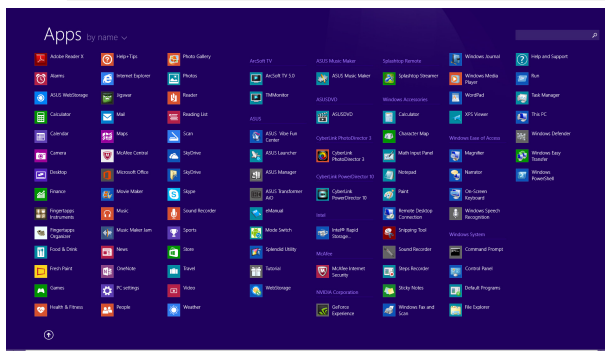 Apps by name
Adobe Reader X
Alarms
ASUS WebStorage
Calculator
Calendar
Camera
Desktop
Finance
Fingertapps
Instruments
Fingertapps
Organizer
Food & Drink
Fresh Paint
Games
Health & Fitness
Help+Tips
Internet Explorer
Jigswar
Mail
Maps
McAfee Central
Microsoft Office
Movie Maker
Music
Music Maker Jam
News
OneNote
PC settings
People
Photo Gallery
Photos
Reader
Reading List
Scan
SkyDrive
SkyDrive
Skype
Sound Recorder
Sports
Store
Travel
Video
Weather
ArcSoft TV
ArcSoft TV 5.0
TMMonitor
ASUS
ASUS Vibe Fun
Center
ASUS Launcher
ASUS Manager
ASUS Transformer
AiO
eManual
Mode Switch
Splendid Utility
Tutorial
WebStorage
ASUS Music Maker
ASUS Music Maker
ASUSDVD
ASUSDVD
CyberLink PhotoDirector 3
CyberLink
PhotoDirector 3
CyberLink PowerDirector 10
CyberLink
PowerDirector 10
Intel
Intel® Rapid
Storage...
McAfee
McAfee Internet
Security
NVIDIA Corporation
GeForce
Experience
Splashtop Remote
Splashtop Streamer
Windows Accessories
Calculator
Character Map
Math Input Panel
Notepad
Paint
Remote Desktop
Connection
Snipping Tool
Sound Recorder
Steps Recorder
Sticky Notes
Windows Fax and
Scan
Windows Journal
Windows Media
Player
WordPad
XPS Viewer
Windows Ease of Access
Magnifier
Narrator
On-Screen
Keyboard
Windows Speech
Recognition
Windows System
Command Prompt
Control Panel
Default Programs
File Explorer
Help and Support
Run
Task Manager
This PC
Windows Defender
Windows Easy
Transfer
Windows
PowerShell